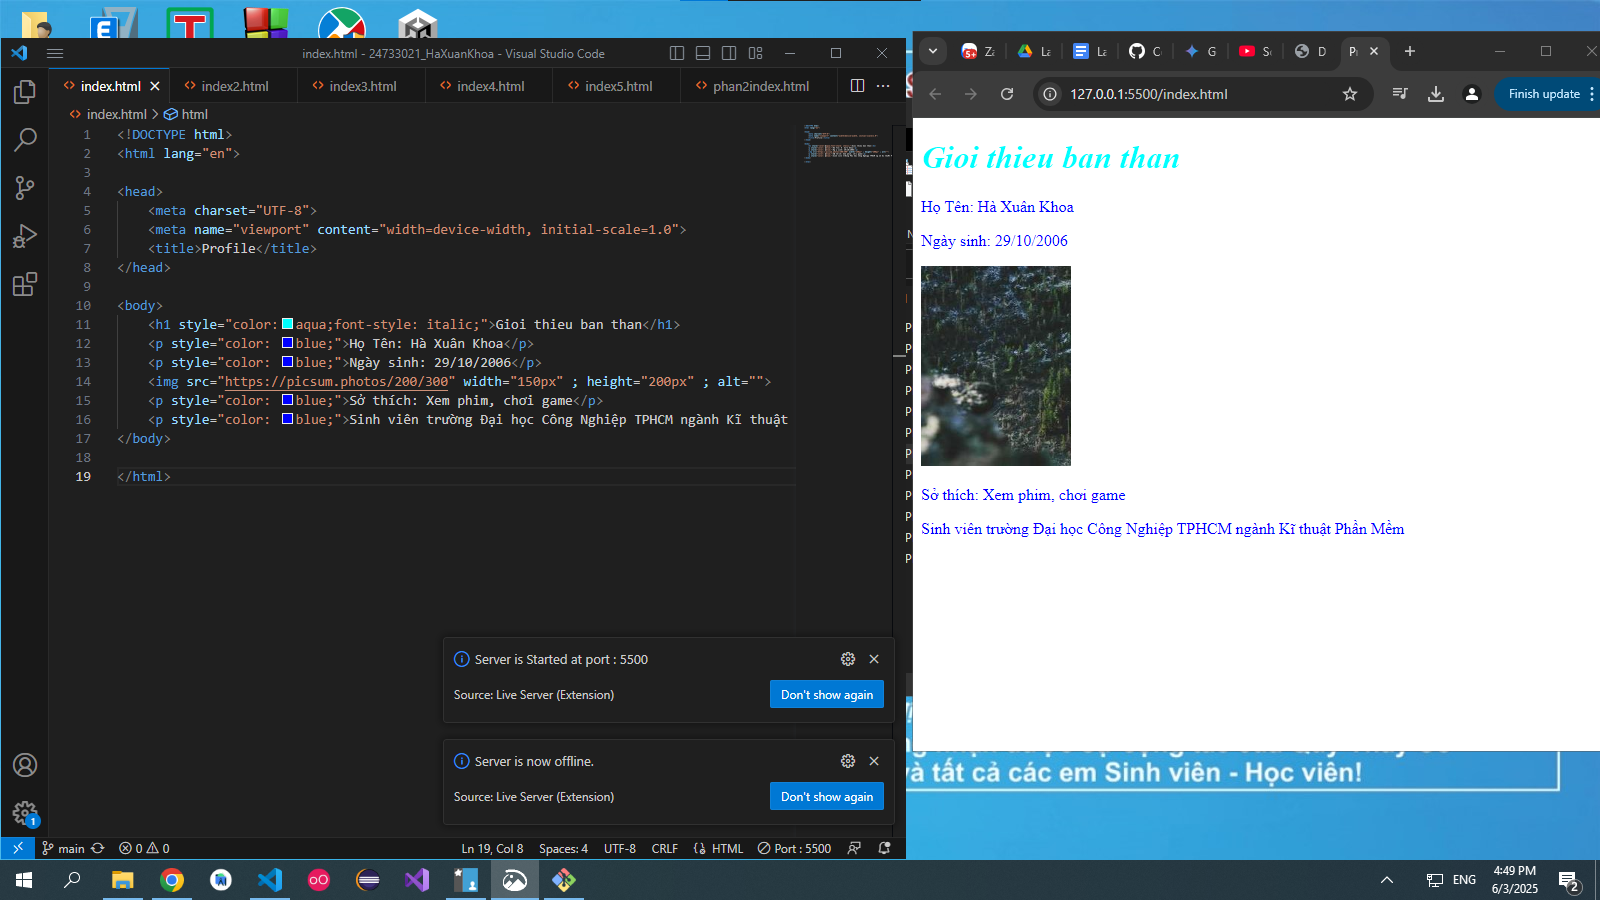 index.html - 24733021_HaXuanKhoa - Visual Studio Code
index.html
index2.html
index3.html
index4.html
index5.html
phan2index.html
index.html > html
1 <!DOCTYPE html>
2 <html lang="en">
3
4 <head>
5 <meta charset="UTF-8">
6 <meta name="viewport" content="width=device-width, initial-scale=1.0">
7 <title>Profile</title>
8 </head>
9
10 <body>
11 <h1 style="color: aqua;font-style: italic;">Gioi thieu ban than</h1>
12 <p style="color: blue;">Họ Tên: Hà Xuân Khoa</p>
13 <p style="color: blue;">Ngày sinh: 29/10/2006</p>
14 <img src="https://picsum.photos/200/300" width="150px" ; height="200px" ; alt="">
15 <p style="color: blue;">Sở thích: Xem phim, chơi game</p>
16 <p style="color: blue;">Sinh viên trường Đại học Công Nghiệp TPHCM ngành Kĩ thuật
17 </body>
18
19 </html>
Server is Started at port : 5500
Source: Live Server (Extension)
Don't show again
Server is now offline.
Source: Live Server (Extension)
Don't show again
1
main
0 0
Ln 19, Col 8
Spaces: 4
UTF-8
CRLF
HTML
Port : 5500
127.0.0.1:5500/index.html
Finish update
Gioi thieu ban than
Họ Tên: Hà Xuân Khoa
Ngày sinh: 29/10/2006
Sở thích: Xem phim, chơi game
Sinh viên trường Đại học Công Nghiệp TPHCM ngành Kĩ thuật Phần Mềm
và tất cả các em Sinh viên - Học viên!
ENG
4:49 PM
6/3/2025
2